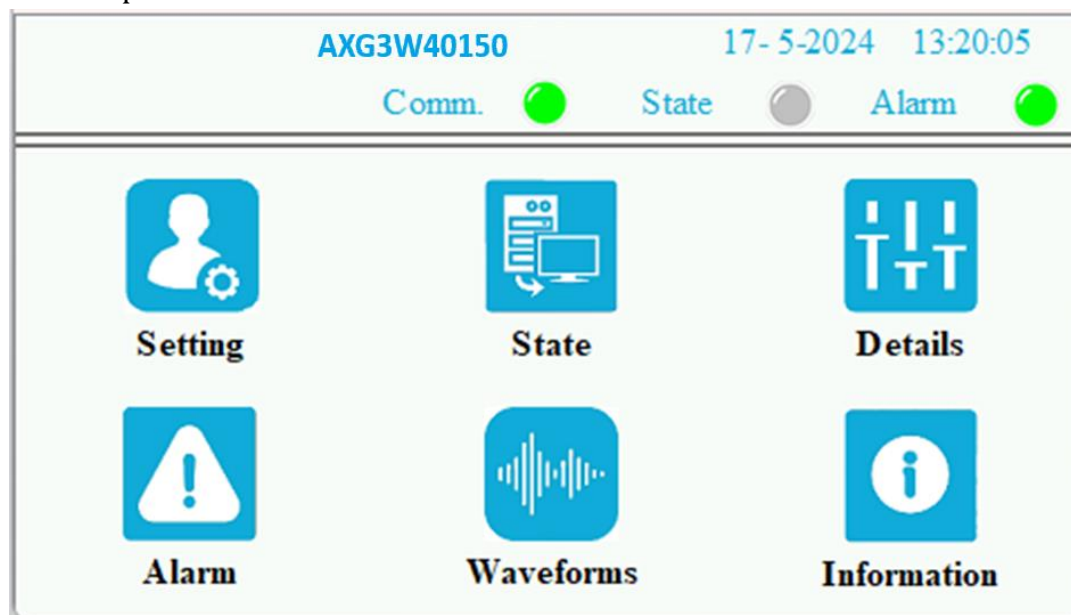 AXG3W40150 17- 5-2024 13:20:05
Comm. State Alarm
Setting State Details
Alarm Waveforms Information